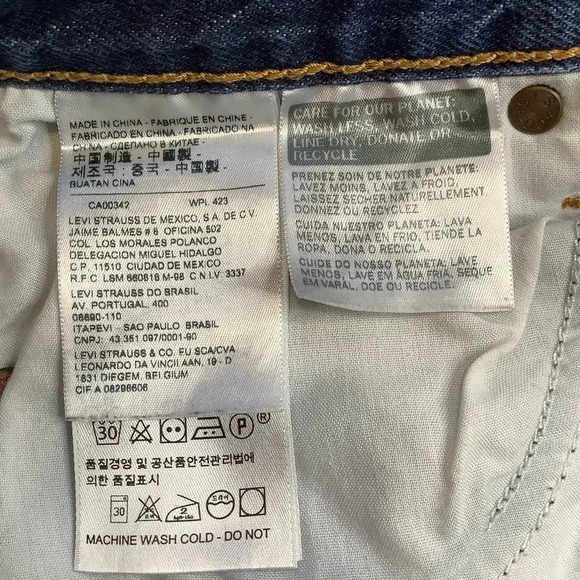 MADE IN CHINA - FABRIQUE EN CHINE -
FABRICADO EN CHINA - FABRICADO NA
CHINA - СДЕЛАНО В КИТАЕ -
中国制造 - 中國製 -
제조국: 중국 - 中国製 -
BUATAN CINA
CA00342 WPL 423
LEVI STRAUSS DE MEXICO, S.A. DE C.V.
JAIME BALMES # 8 OFICINA 502
COL. LOS MORALES POLANCO
DELEGACION MIGUEL HIDALGO
C.P. 11510 CIUDAD DE MEXICO
R.F.C. LSM 660818 M-98 C.N.I.V. 3337
LEVI STRAUSS DO BRASIL
AV. PORTUGAL, 400
06690-110
ITAPEVI - SAO PAULO BRASIL
CNPJ: 43.351.097/0001-90
LEVI STRAUSS & CO. EU SCA/CVA
LEONARDO DA VINCILAAN, 19 - D
1831 DIEGEM, BELGIUM
CIF A 08296606
30 P ®
품질경영 및 공산품안전관리법에
의한 품질표시
30 2 드라이
MACHINE WASH COLD - DO NOT
CARE FOR OUR PLANET:
WASH LESS, WASH COLD,
LINE DRY, DONATE OR
RECYCLE
PRENEZ SOIN DE NOTRE PLANETE:
LAVEZ MOINS, LAVEZ A FROID,
LAISSEZ SECHER NATURELLEMENT
DONNEZ OU RECYCLEZ
CUIDA NUESTRO PLANETA: LAVA
MENOS, LAVA EN FRIO, TIENDE LA
ROPA, DONA O RECICLA.
CUIDE DO NOSSO PLANETA: LAVE
MENOS, LAVE EM ÁGUA FRIA, SEQUE
EM VARAL, DOE OU RECICLE.